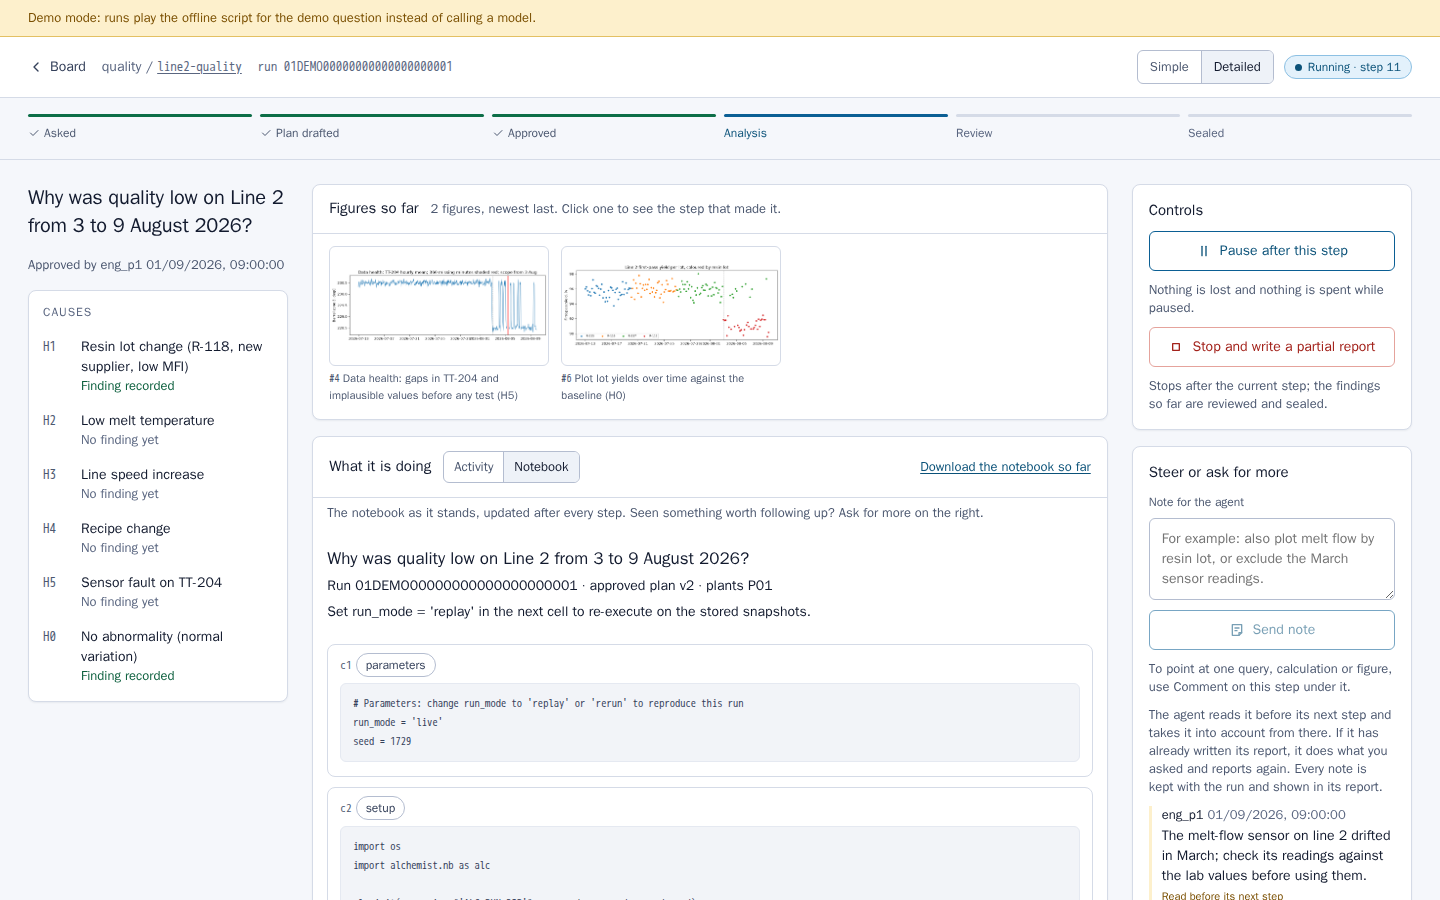 Demo mode: runs play the offline script for the demo question instead of calling a model.
Board quality / line2-quality run 01DEMO00000000000000000001
Simple Detailed Running · step 11
Asked Plan drafted Approved Analysis Review Sealed
Why was quality low on Line 2
from 3 to 9 August 2026?
Approved by eng_p1 01/09/2026, 09:00:00
CAUSES
H1 Resin lot change (R-118, new
supplier, low MFI)
Finding recorded
H2 Low melt temperature
No finding yet
H3 Line speed increase
No finding yet
H4 Recipe change
No finding yet
H5 Sensor fault on TT-204
No finding yet
H0 No abnormality (normal
variation)
Finding recorded
Figures so far 2 figures, newest last. Click one to see the step that made it.
#4 Data health: gaps in TT-204 and
implausible values before any test (H5)
#6 Plot lot yields over time against the
baseline (H0)
What it is doing Activity Notebook Download the notebook so far
The notebook as it stands, updated after every step. Seen something worth following up? Ask for more on the right.
Why was quality low on Line 2 from 3 to 9 August 2026?
Run 01DEMO00000000000000000001 · approved plan v2 · plants P01
Set run_mode = 'replay' in the next cell to re-execute on the stored snapshots.
c1 parameters
# Parameters: change run_mode to 'replay' or 'rerun' to reproduce this run
run_mode = 'live'
seed = 1729
c2 setup
import os
import alchemist.nb as alc
Controls
Pause after this step
Nothing is lost and nothing is spent while
paused.
Stop and write a partial report
Stops after the current step; the findings
so far are reviewed and sealed.
Steer or ask for more
Note for the agent
For example: also plot melt flow by
resin lot, or exclude the March
sensor readings.
Send note
To point at one query, calculation or figure,
use Comment on this step under it.
The agent reads it before its next step and
takes it into account from there. If it has
already written its report, it does what you
asked and reports again. Every note is
kept with the run and shown in its report.
eng_p1 01/09/2026, 09:00:00
The melt-flow sensor on line 2 drifted
in March; check its readings against
the lab values before using them.
Read before its next step